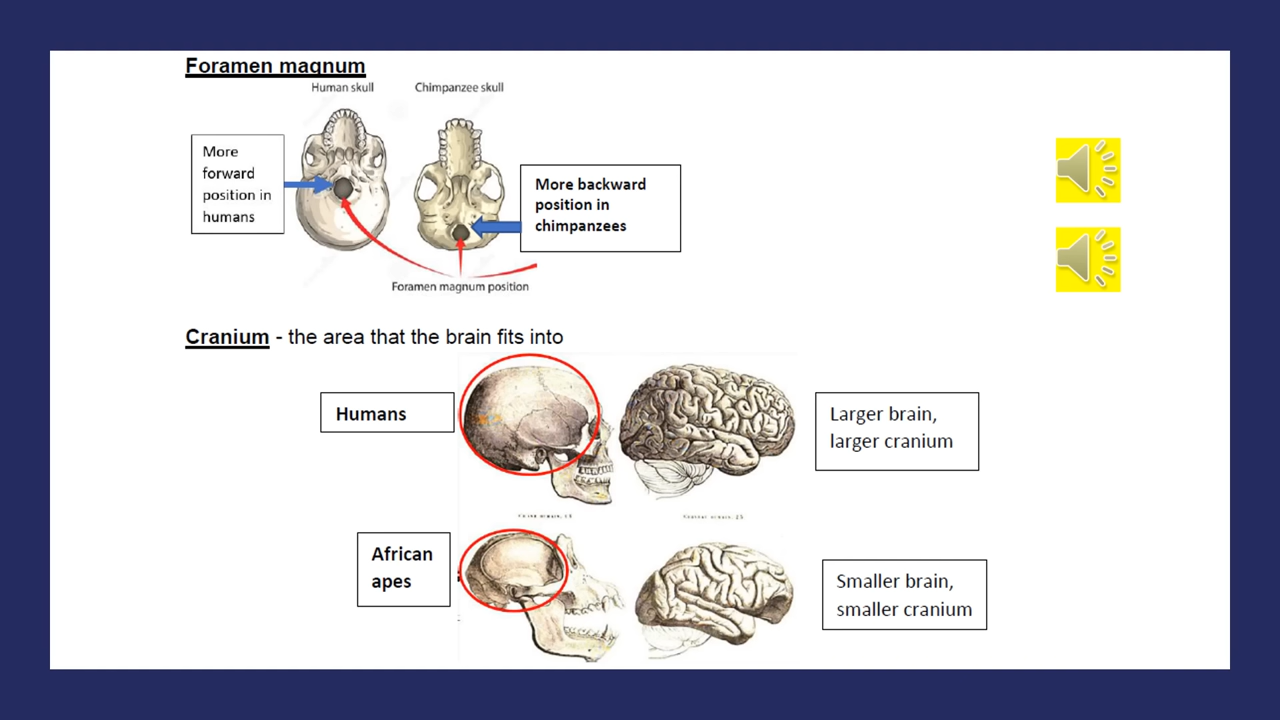 Foramen magnum
Human skull
Chimpanzee skull
More
forward
position in
humans
More backward
position in
chimpanzees
Foramen magnum position
Cranium - the area that the brain fits into
Humans
Larger brain,
larger cranium
African
apes
Smaller brain,
smaller cranium